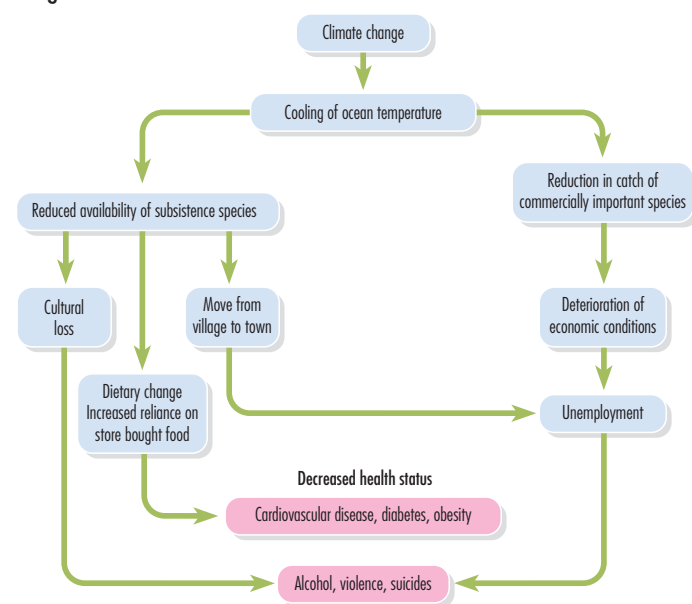 Climate change
Cooling of ocean temperature
Reduced availability of subsistence species
Reduction in catch of
commercially important species
Cultural
loss
Move from
village to town
Deterioration of
economic conditions
Dietary change
Increased reliance on
store bought food
Unemployment
Decreased health status
Cardiovascular disease, diabetes, obesity
Alcohol, violence, suicides